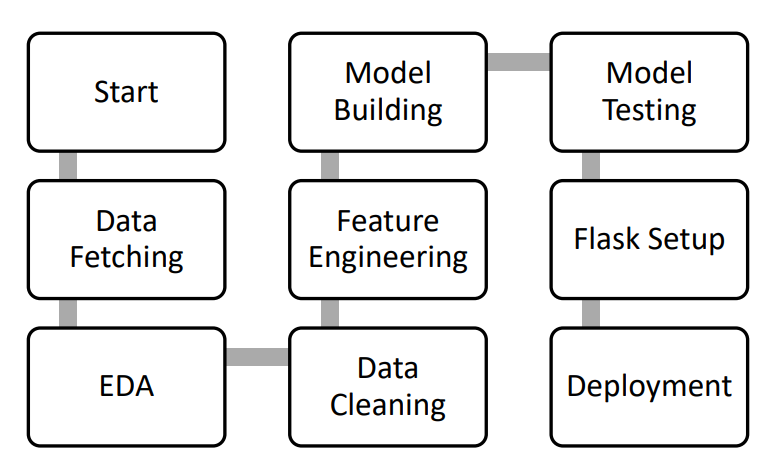 Start
Data
Fetching
EDA
Data
Cleaning
Feature
Engineering
Model
Building
Model
Testing
Flask Setup
Deployment